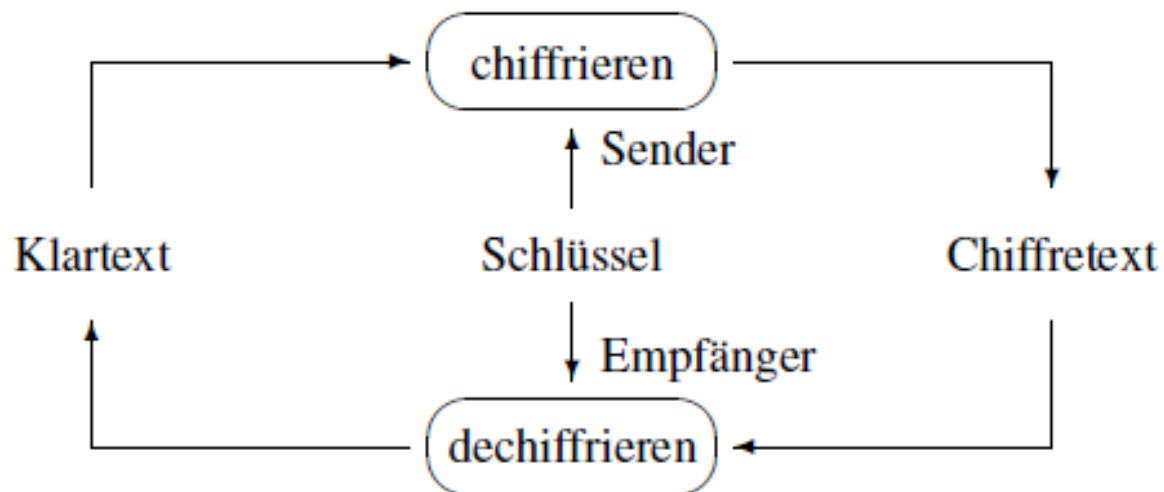 chiffrieren
Sender
Klartext
Schlüssel
Chiffretext
Empfänger
dechiffrieren